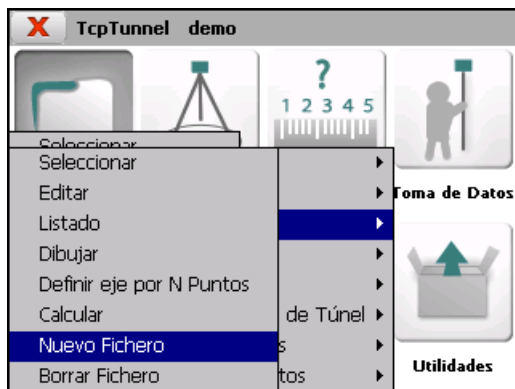 TcpTunnel demo
?
1 2 3 4 5
Seleccionar
Seleccionar
Editar
Toma de Datos
Listado
Dibujar
Definir eje por N Puntos
Calcular
de Túnel
Nuevo Fichero
s
Borrar Fichero
tos
Utilidades